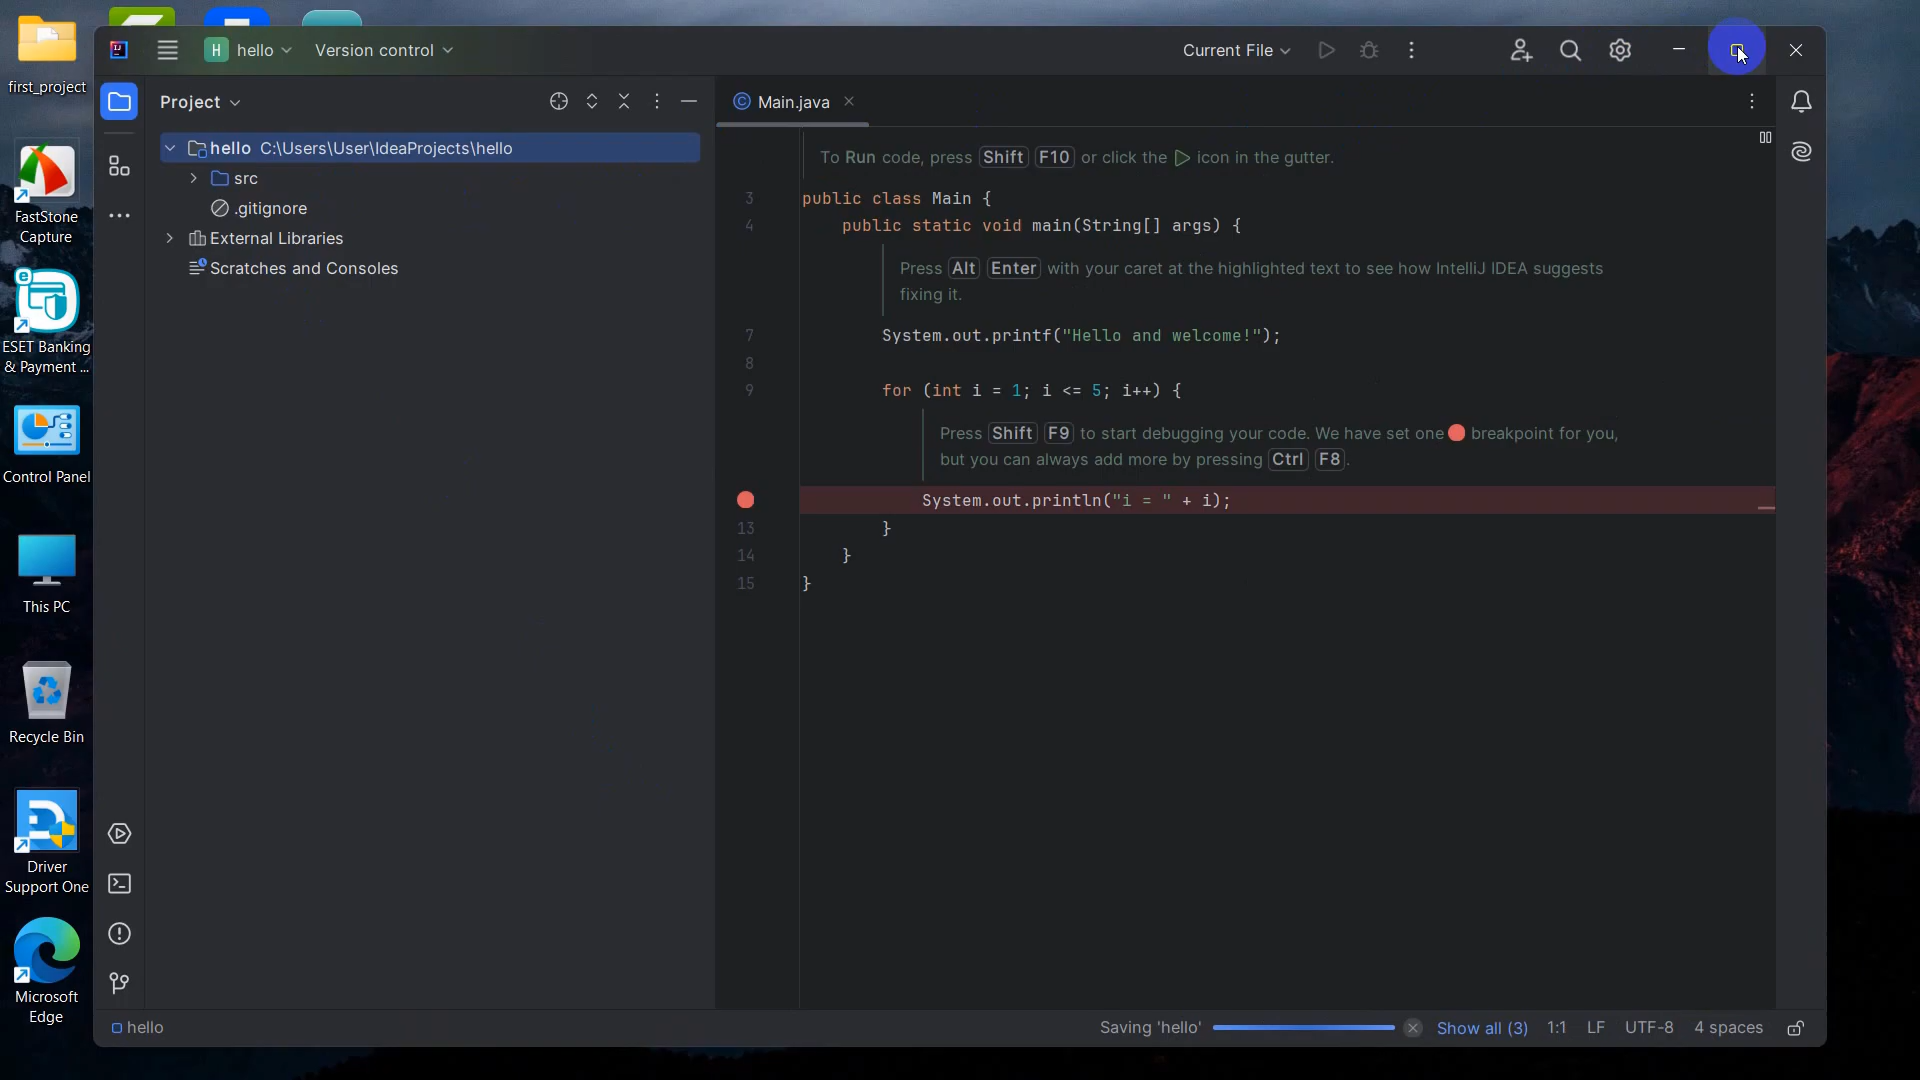 first_project
FastStone
Capture
ESET Banking
& Payment ...
Control Panel
This PC
Recycle Bin
Driver
Support One
Microsoft
Edge
IJ
H hello
Version control
Current File
Project
hello C:\Users\User\IdeaProjects\hello
src
.gitignore
External Libraries
Scratches and Consoles
Main.java
To Run code, press Shift F10 or click the icon in the gutter.
3 public class Main {
4 public static void main(String[] args) {
Press Alt Enter with your caret at the highlighted text to see how IntelliJ IDEA suggests
fixing it.
7 System.out.printf("Hello and welcome!");
8
9 for (int i = 1; i <= 5; i++) {
Press Shift F9 to start debugging your code. We have set one breakpoint for you,
but you can always add more by pressing Ctrl F8.
System.out.println("i = " + i);
13 }
14 }
15 }
hello
Saving 'hello'
Show all (3)
1:1
LF
UTF-8
4 spaces